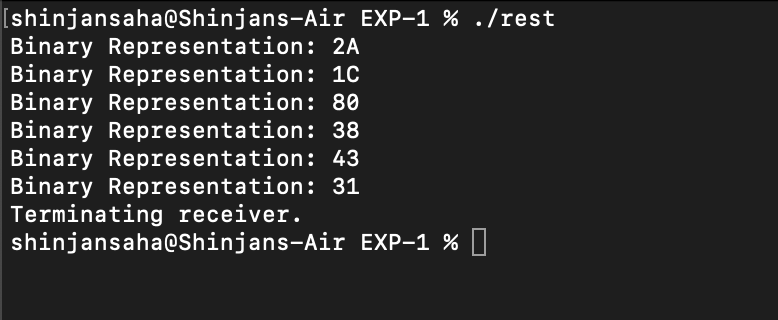 [shinjansaha@Shinjans-Air EXP-1 % ./rest
Binary Representation: 2A
Binary Representation: 1C
Binary Representation: 80
Binary Representation: 38
Binary Representation: 43
Binary Representation: 31
Terminating receiver.
shinjansaha@Shinjans-Air EXP-1 %